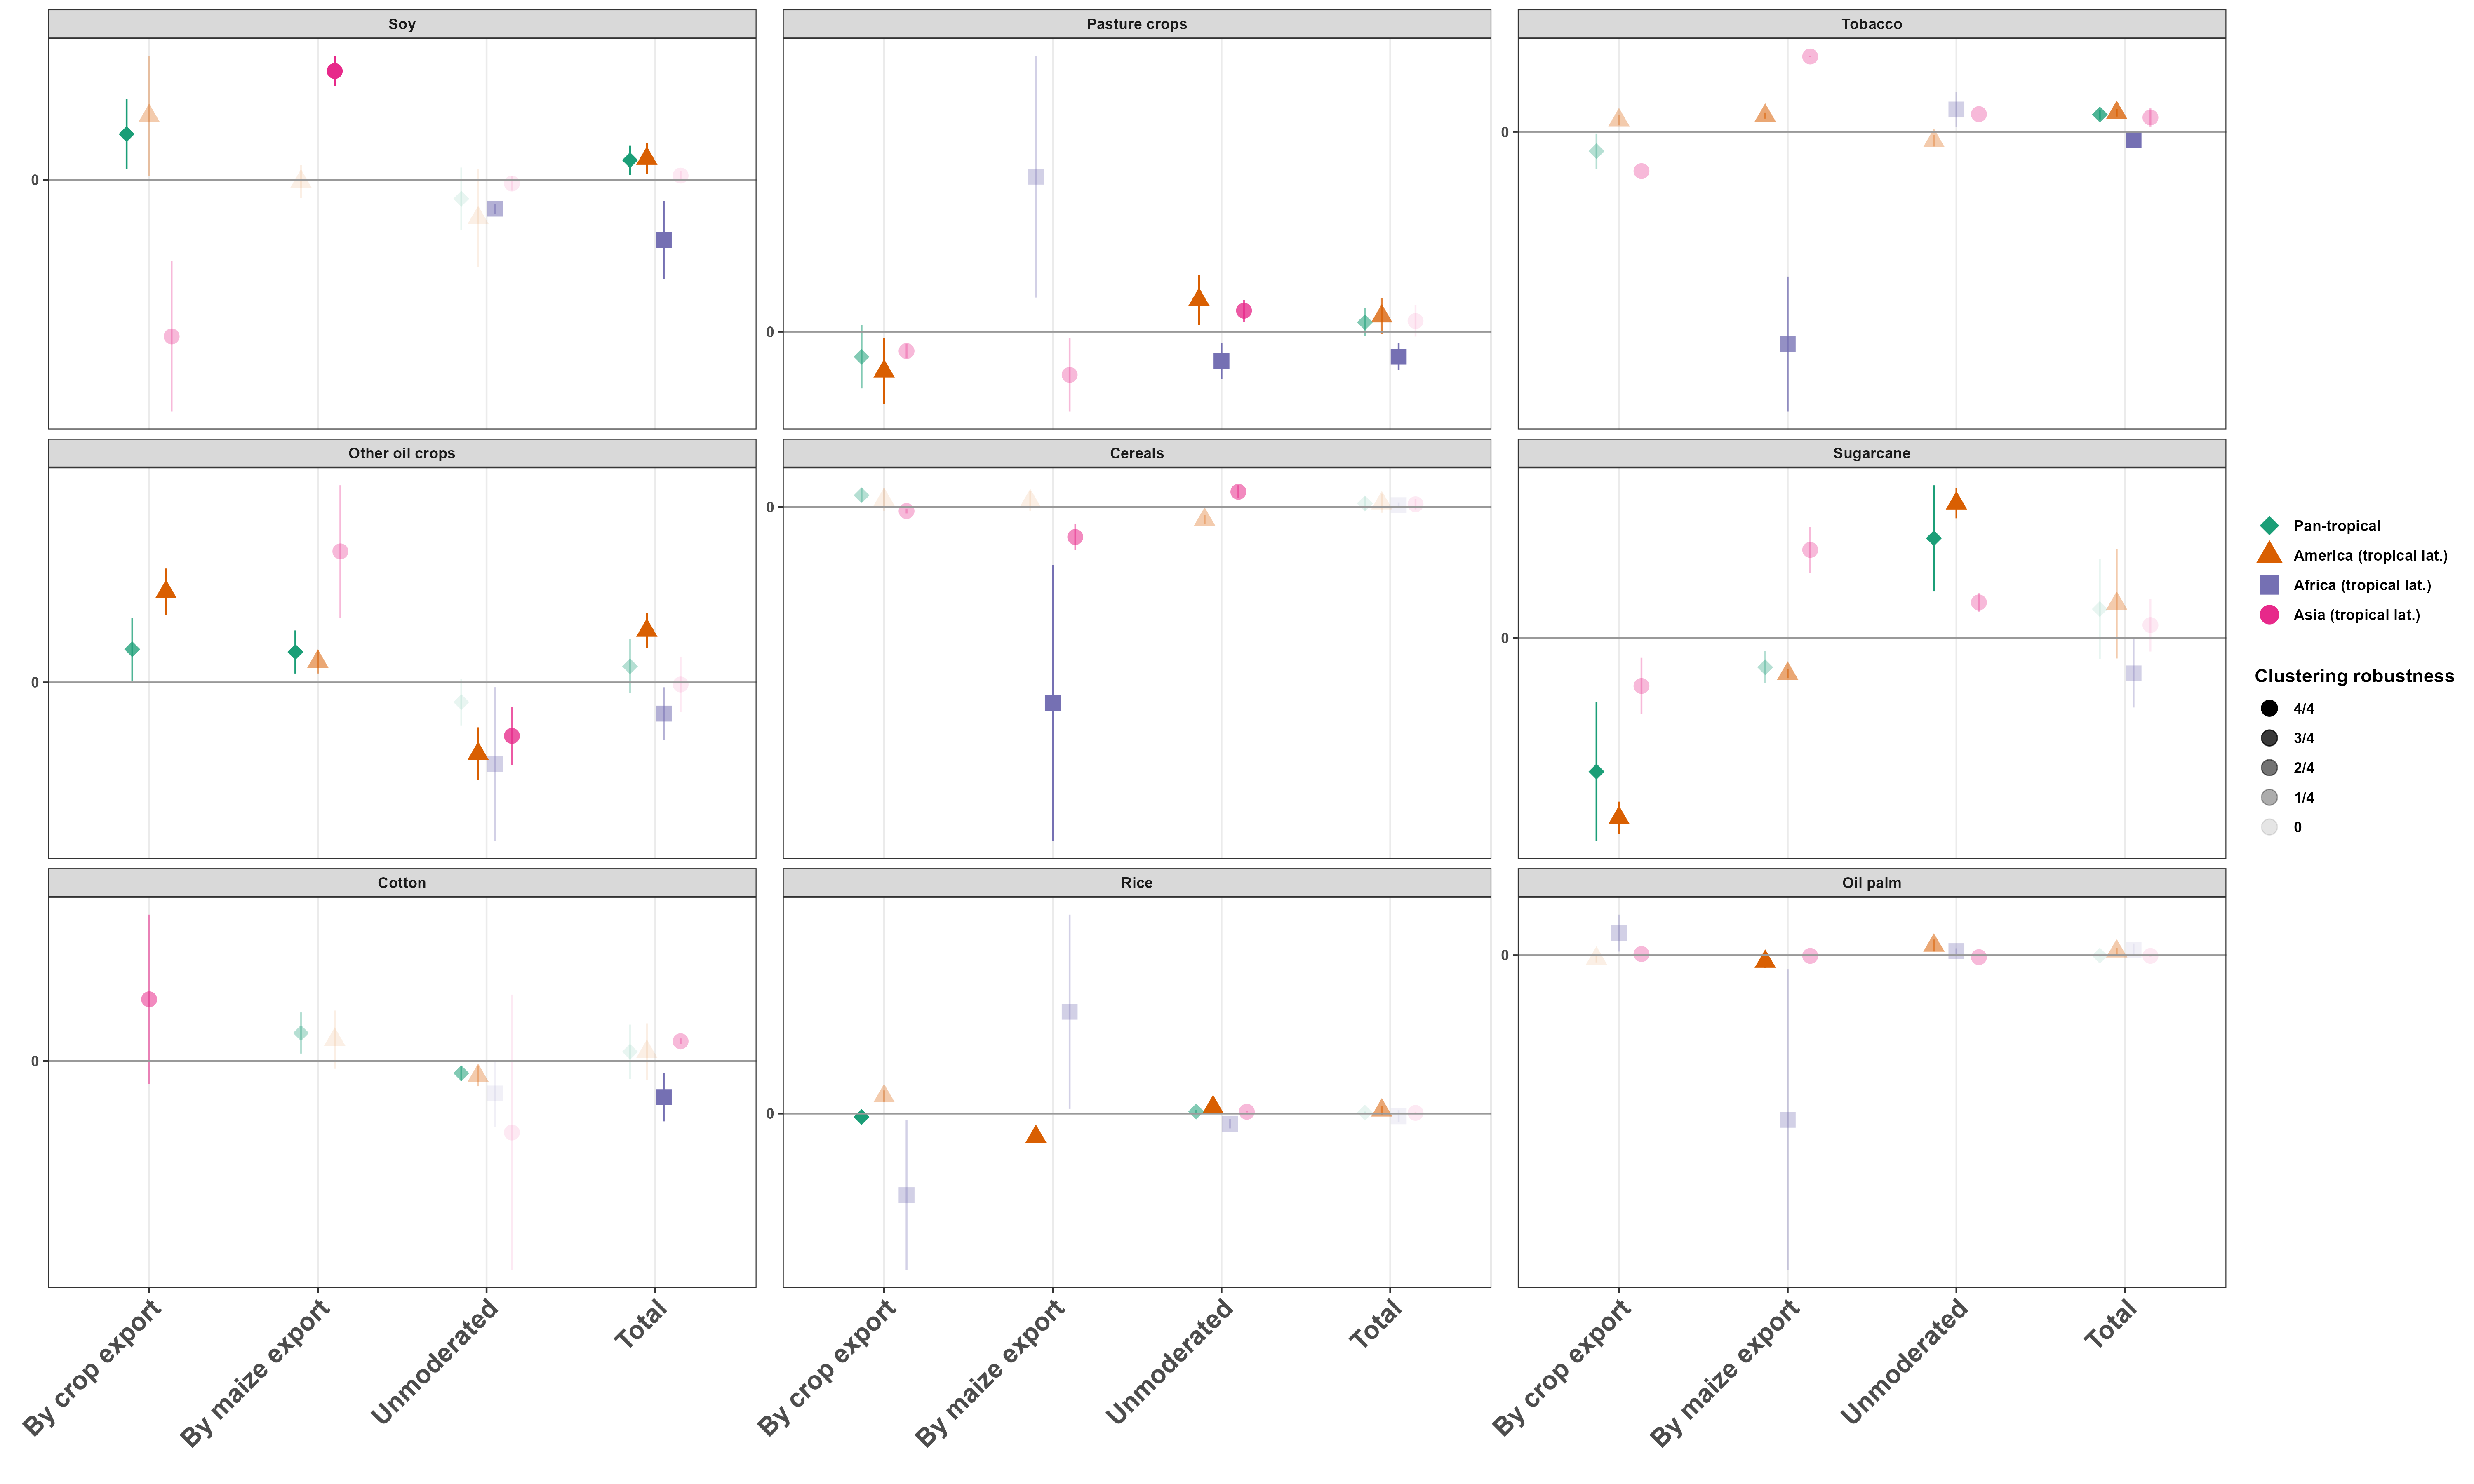 Soy
Pasture crops
Tobacco
0
0
0
Other oil crops
Cereals
Sugarcane
0
0
0
Cotton
Rice
Oil palm
0
0
0
By crop export
By maize export
Unmoderated
Total
By crop export
By maize export
Unmoderated
Total
By crop export
By maize export
Unmoderated
Total
Pan-tropical
America (tropical lat.)
Africa (tropical lat.)
Asia (tropical lat.)
Clustering robustness
4/4
3/4
2/4
1/4
0